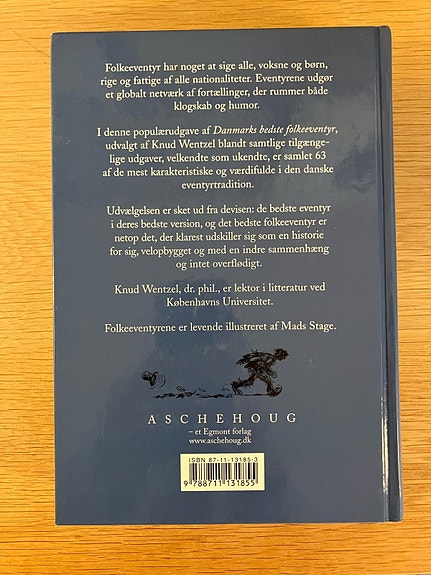 Folkeeventyr har noget at sige alle, voksne og børn,
rige og fattige af alle nationaliteter. Eventyrene udgør
et globalt netværk af fortællinger, der rummer både
klogskab og humor.
I denne populærudgave af Danmarks bedste folkeeventyr,
udvalgt af Knud Wentzel blandt samtlige tilgænge-
lige udgaver, velkendte som ukendte, er samlet 63
af de mest karakteristiske og værdifulde i den danske
eventyrtradition.
Udvælgelsen er sket ud fra devisen: de bedste eventyr
i deres bedste version, og det bedste folkeeventyr er
netop det, der klarest udskiller sig som en historie
for sig, velopbygget og med en indre sammenhæng
og intet overflødigt.
Knud Wentzel, dr. phil., er lektor i litteratur ved
Københavns Universitet.
Folkeeventyrene er levende illustreret af Mads Stage.
ASCHEHOUG
– et Egmont forlag
www.aschehoug.dk
ISBN 87-11-13185-3
9 788711 131855